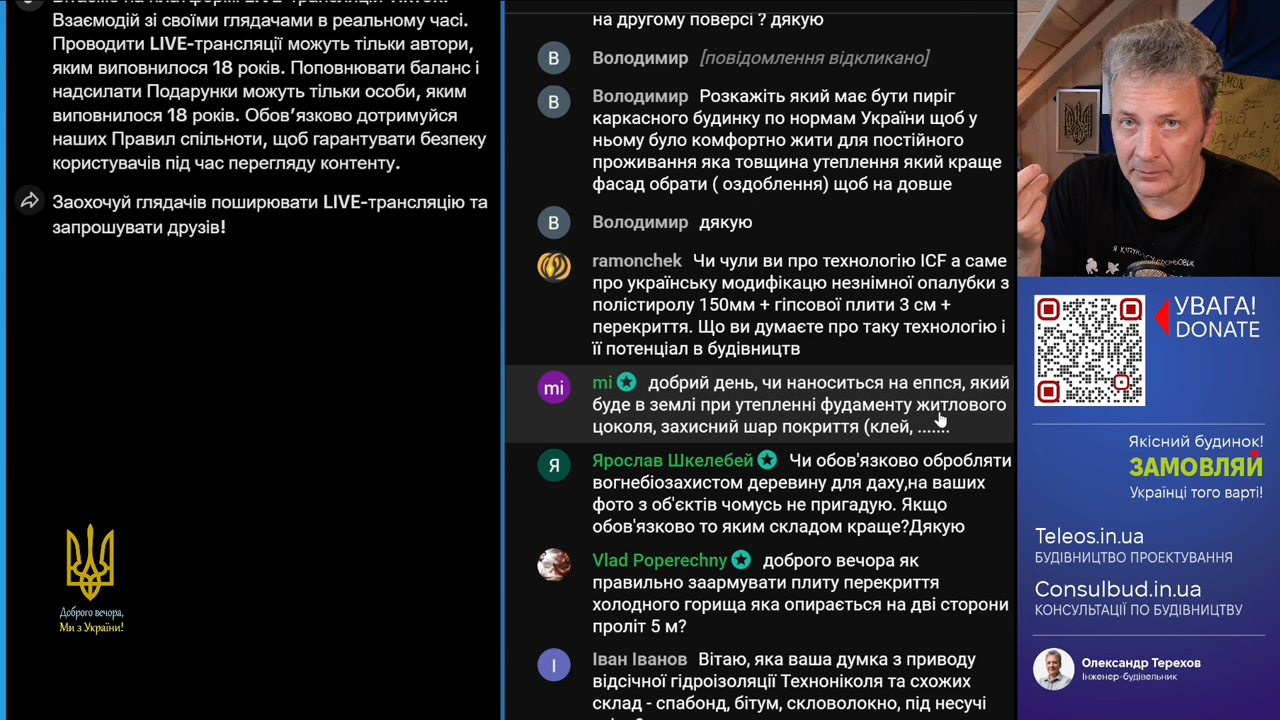 Взаємодій зі своїми глядачами в реальному часі.
Проводити LIVE-трансляції можуть тільки автори,
яким виповнилося 18 років. Поповнювати баланс і
надсилати Подарунки можуть тільки особи, яким
виповнилося 18 років. Обов’язково дотримуйся
наших Правил спільноти, щоб гарантувати безпеку
користувачів під час перегляду контенту.
Заохочуй глядачів поширювати LIVE-трансляцію та
запрошувати друзів!
Доброго вечора,
Ми з України!
на другому поверсі ? дякую
В
Володимир [повідомлення відкликано]
В
Володимир Розкажіть який має бути пиріг
каркасного будинку по нормам України щоб у
ньому було комфортно жити для постійного
проживання яка товщина утеплення який краще
фасад обрати ( оздоблення) щоб на довше
В
Володимир дякую
ramonchek Чи чули ви про технологію ICF а саме
про українську модифікацю незнімної опалубки з
полістиролу 150мм + гіпсової плити 3 см +
перекриття. Що ви думаєте про таку технологію і
її потенціал в будівництв
mi
mi добрий день, чи наноситься на еппся, який
буде в землі при утепленні фудаменту житлового
цоколя, захисний шар покриття (клей, .......
Я
Ярослав Шкелебей Чи обов'язково обробляти
вогнебіозахистом деревину для даху,на ваших
фото з об'єктів чомусь не пригадую. Якщо
обов'язково то яким складом краще?Дякую
Vlad Poperechny доброго вечора як
правильно заармувати плиту перекриття
холодного горища яка опирається на дві сторони
проліт 5 м?
І
Іван Іванов Вітаю, яка ваша думка з приводу
відсічної гідроізоляції Техноніколя та схожих
склад - спабонд, бітум, скловолокно, під несучі
УВАГА!
DONATE
Якісний будинок!
ЗАМОВЛЯЙ
Українці того варті!
Teleos.in.ua
БУДІВНИЦТВО ПРОЕКТУВАННЯ
Consulbud.in.ua
КОНСУЛЬТАЦІЇ ПО БУДІВНИЦТВУ
Олександр Терехов
Інженер-будівельник